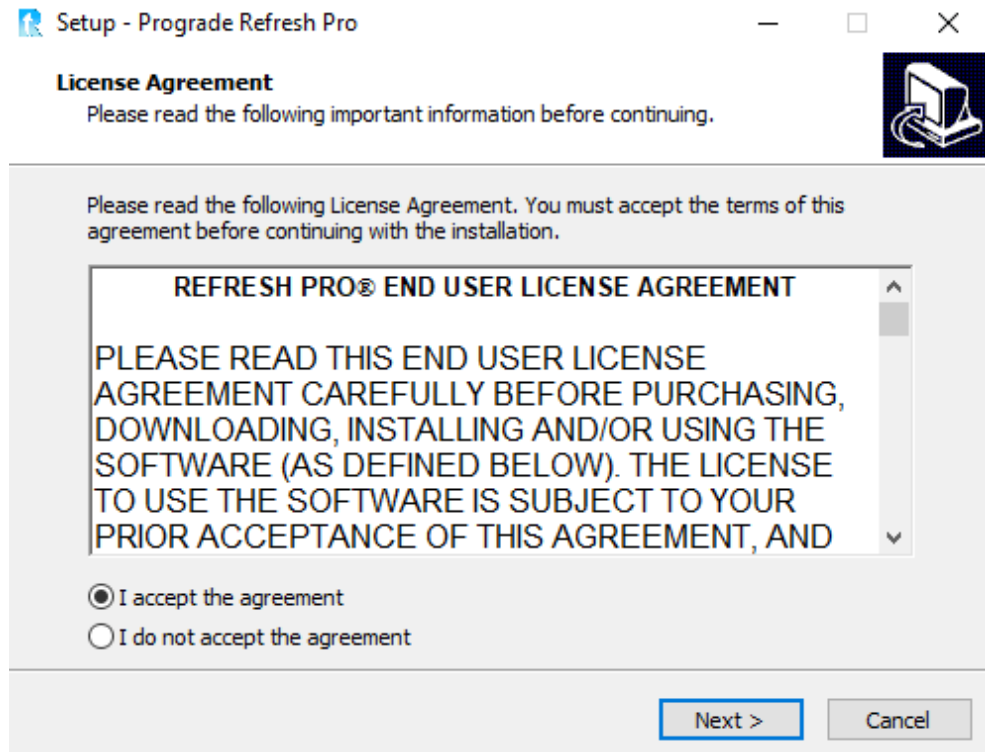 Setup - Prograde Refresh Pro
License Agreement
Please read the following important information before continuing.
Please read the following License Agreement. You must accept the terms of this
agreement before continuing with the installation.
REFRESH PRO® END USER LICENSE AGREEMENT
PLEASE READ THIS END USER LICENSE
AGREEMENT CAREFULLY BEFORE PURCHASING,
DOWNLOADING, INSTALLING AND/OR USING THE
SOFTWARE (AS DEFINED BELOW). THE LICENSE
TO USE THE SOFTWARE IS SUBJECT TO YOUR
PRIOR ACCEPTANCE OF THIS AGREEMENT, AND
I accept the agreement
I do not accept the agreement
Next >
Cancel